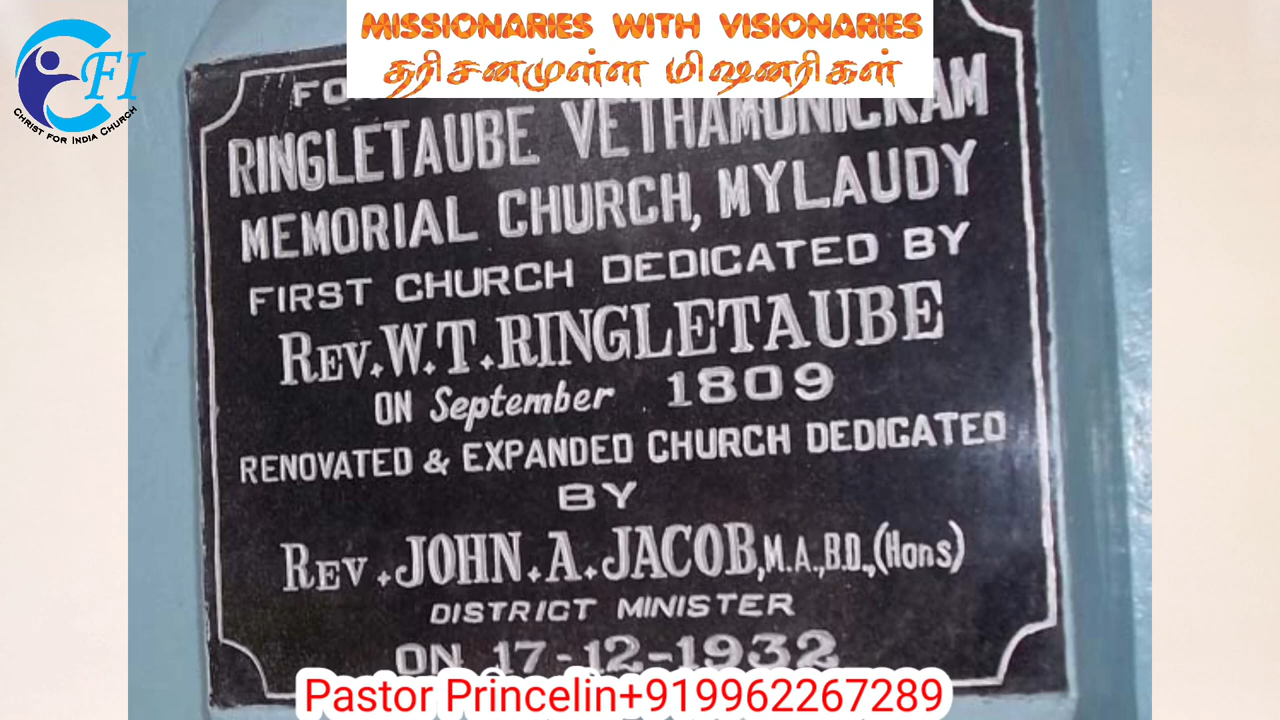 CFI
CHRIST FOR INDIA CHURCH
MISSIONARIES WITH VISIONARIES
தரிசனமுள்ள மிஷனரிகள்
RINGLETAUBE VETHAMONICKAM
MEMORIAL CHURCH, MYLAUDY
FIRST CHURCH DEDICATED BY
REV. W. T. RINGLETAUBE
ON September 1809
RENOVATED & EXPANDED CHURCH DEDICATED
BY
REV. JOHN. A. JACOB, M.A., B.D., (Hons)
DISTRICT MINISTER
ON 17-12-1932
Pastor Princelin+919962267289